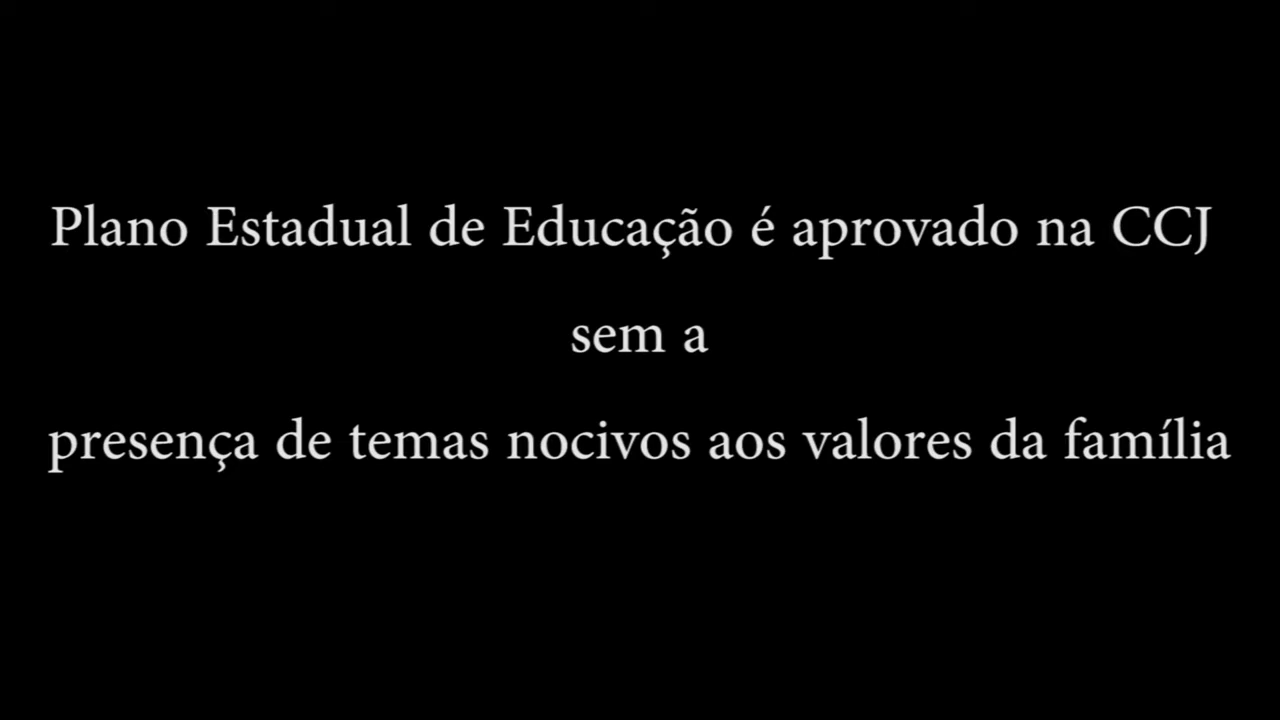 Plano Estadual de Educação é aprovado na CCJ
sem a
presença de temas nocivos aos valores da família